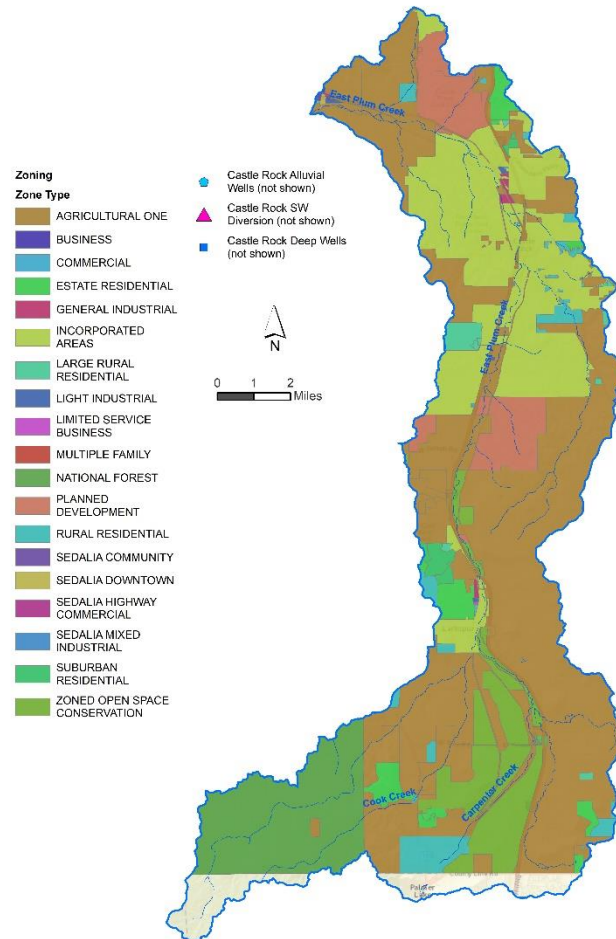 East Plum Creek
Zoning
Zone Type
AGRICULTURAL ONE
BUSINESS
COMMERCIAL
ESTATE RESIDENTIAL
GENERAL INDUSTRIAL
INCORPORATED
AREAS
LARGE RURAL
RESIDENTIAL
LIGHT INDUSTRIAL
LIMITED SERVICE
BUSINESS
MULTIPLE FAMILY
NATIONAL FOREST
PLANNED
DEVELOPMENT
RURAL RESIDENTIAL
SEDALIA COMMUNITY
SEDALIA DOWNTOWN
SEDALIA HIGHWAY
COMMERCIAL
SEDALIA MIXED
INDUSTRIAL
SUBURBAN
RESIDENTIAL
ZONED OPEN SPACE
CONSERVATION
Castle Rock Alluvial
Wells (not shown)
Castle Rock SW
Diversion (not shown)
Castle Rock Deep Wells
(not shown)
N
0 1 2
Miles
East Plum Creek
Cook Creek
Carpenter Creek
Palmer
Lake